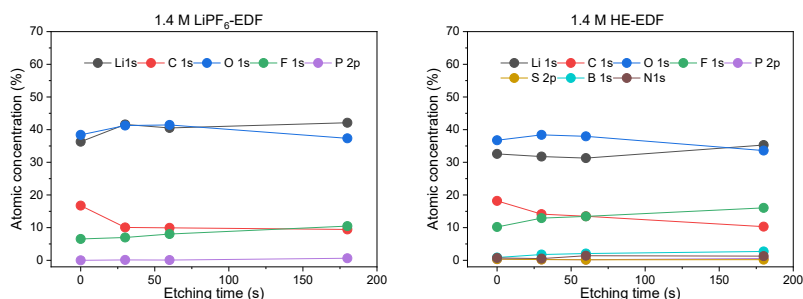 1.4 M LiPF₆-EDF
70
60
50
40
30
20
10
0
Atomic concentration (%)
Li1s C 1s O 1s F 1s P 2p
0 50 100 150 200
Etching time (s)
1.4 M HE-EDF
70
60
50
40
30
20
10
0
Atomic concentration (%)
Li 1s C 1s O 1s F 1s P 2p
S 2p B 1s N1s
0 50 100 150 200
Etching time (s)